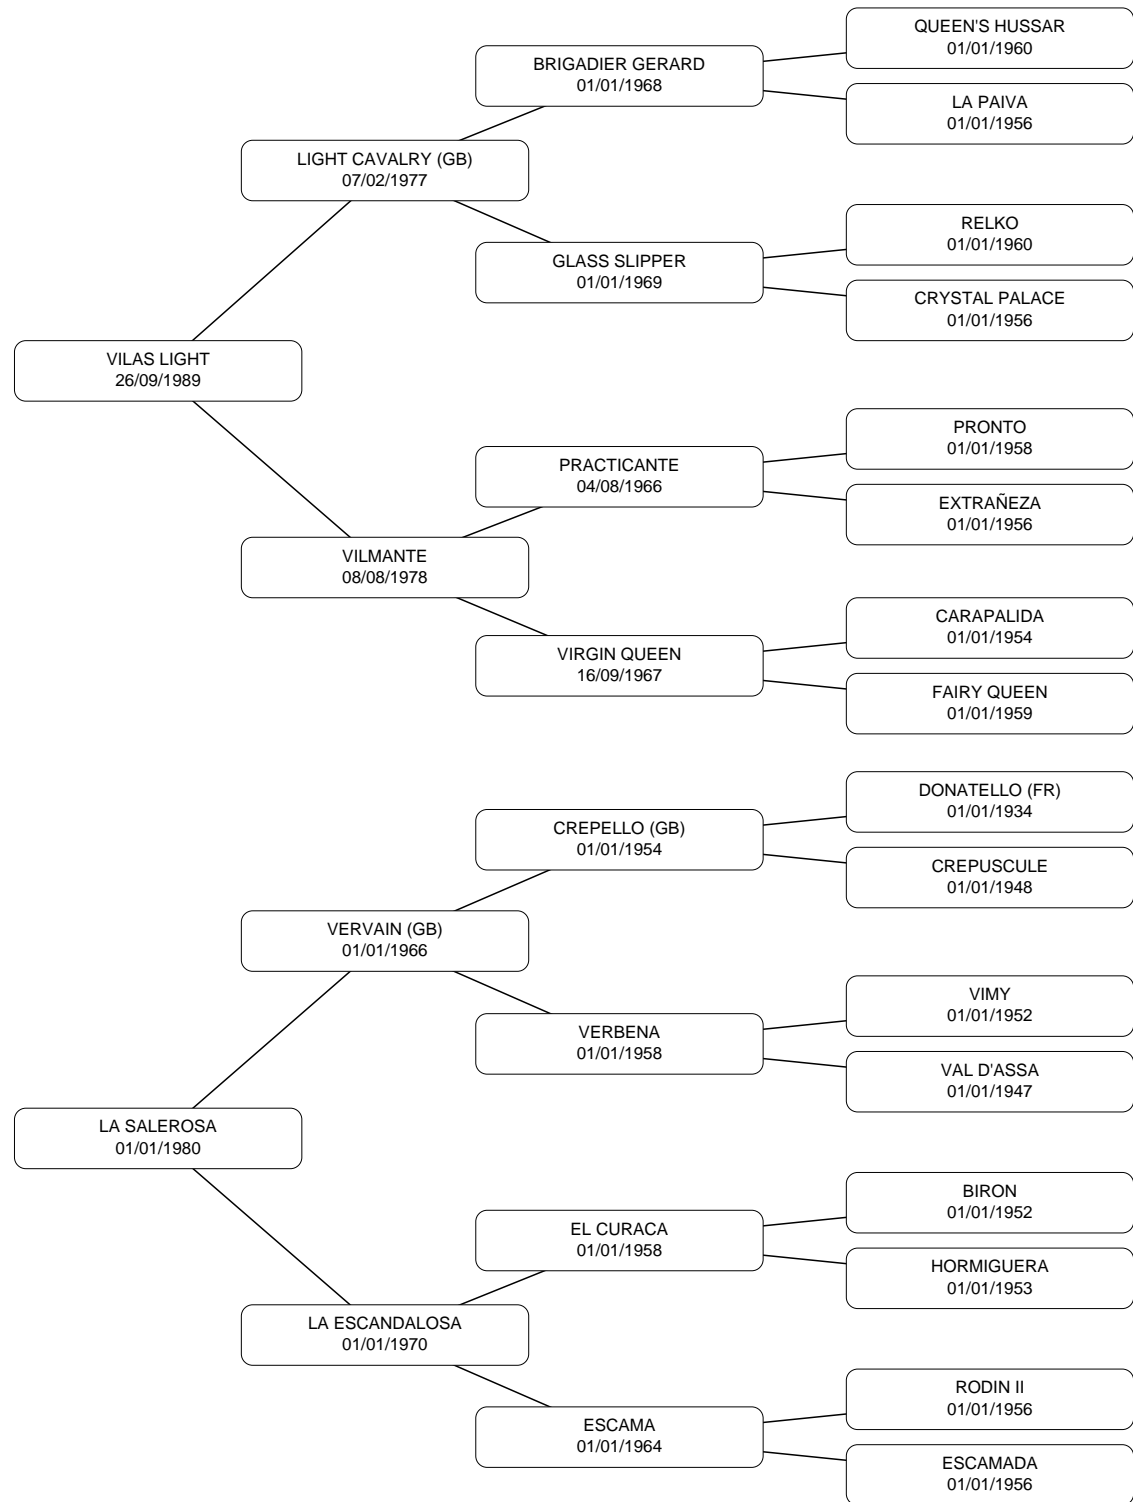 QUEEN'S HUSSAR
01/01/1960
BRIGADIER GERARD
01/01/1968
LA PAIVA
01/01/1956
LIGHT CAVALRY (GB)
07/02/1977
RELKO
01/01/1960
GLASS SLIPPER
01/01/1969
CRYSTAL PALACE
01/01/1956
VILAS LIGHT
26/09/1989
PRONTO
01/01/1958
PRACTICANTE
04/08/1966
EXTRAÑEZA
01/01/1956
VILMANTE
08/08/1978
CARAPALIDA
01/01/1954
VIRGIN QUEEN
16/09/1967
FAIRY QUEEN
01/01/1959
DONATELLO (FR)
01/01/1934
CREPELLO (GB)
01/01/1954
CREPUSCULE
01/01/1948
VERVAIN (GB)
01/01/1966
VIMY
01/01/1952
VERBENA
01/01/1958
VAL D'ASSA
01/01/1947
LA SALEROSA
01/01/1980
BIRON
01/01/1952
EL CURACA
01/01/1958
HORMIGUERA
01/01/1953
LA ESCANDALOSA
01/01/1970
RODIN II
01/01/1956
ESCAMA
01/01/1964
ESCAMADA
01/01/1956